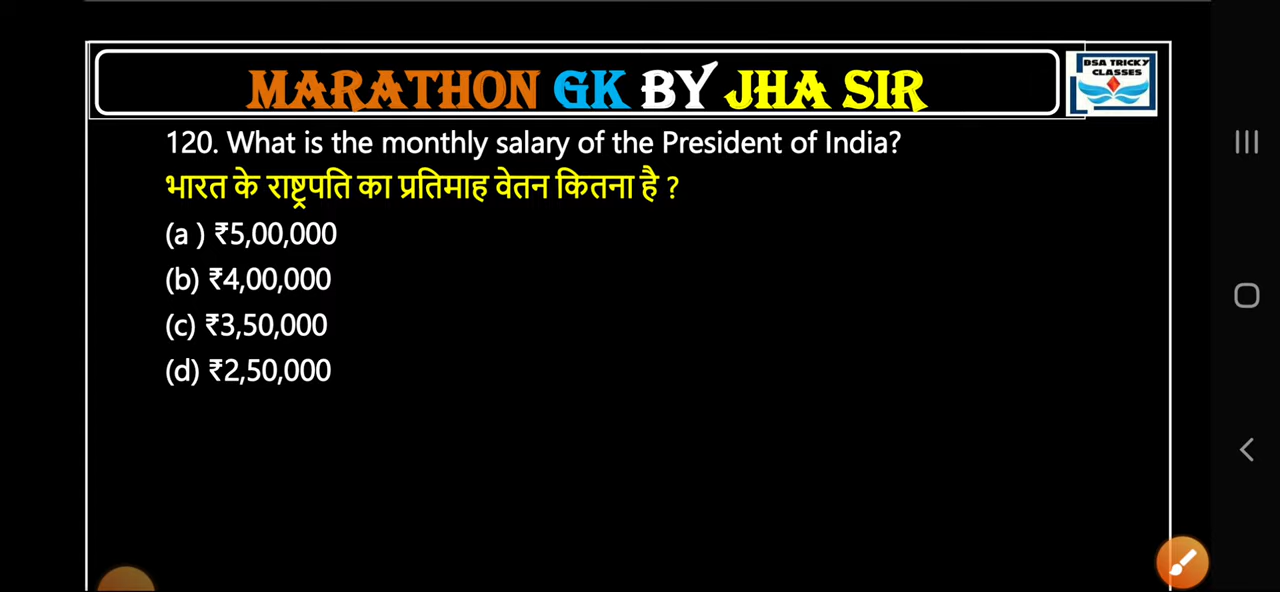 MARATHON GK BY JHA SIR
DSA TRICKY
CLASSES
120. What is the monthly salary of the President of India?
भारत के राष्ट्रपति का प्रतिमाह वेतन कितना है ?
(a ) ₹5,00,000
(b) ₹4,00,000
(c) ₹3,50,000
(d) ₹2,50,000